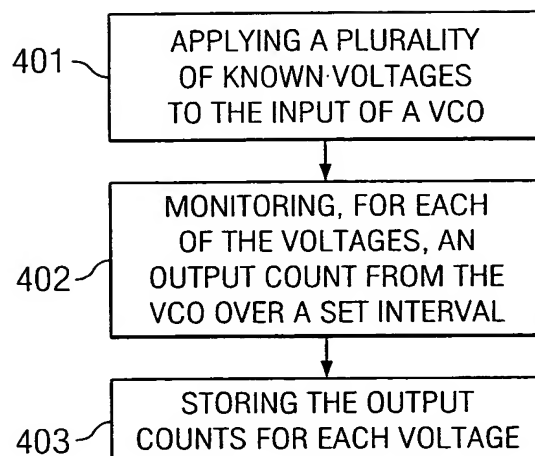 401
APPLYING A PLURALITY
OF KNOWN VOLTAGES
TO THE INPUT OF A VCO
402
MONITORING, FOR EACH
OF THE VOLTAGES, AN
OUTPUT COUNT FROM THE
VCO OVER A SET INTERVAL
403
STORING THE OUTPUT
COUNTS FOR EACH VOLTAGE